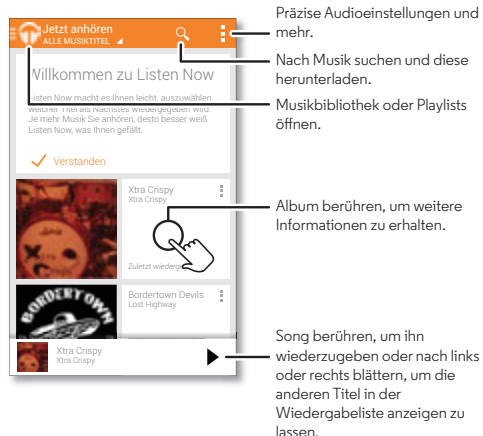 Präzise Audioeinstellungen und
mehr.
Nach Musik suchen und diese
herunterladen.
Musikbibliothek oder Playlists
öffnen.
Album berühren, um weitere
Informationen zu erhalten.
Song berühren, um ihn
wiederzugeben oder nach links
oder rechts blättern, um die
anderen Titel in der
Wiedergabeliste anzeigen zu
lassen.
Jetzt anhören
ALLE MUSIKTITEL
Willkommen zu Listen Now
Listen Now macht es Ihnen leicht, auszuwählen,
welcher Titel als Nächstes wiedergegeben wird.
Je mehr Musik Sie anhören, desto besser weiß
Listen Now, was Ihnen gefällt.
Verstanden
Xtra Crispy
Xtra Crispy
Zuletzt wiederge
BORDERTOWN
Bordertown Devils
Lost Highway
Xtra Crispy
Xtra Crispy